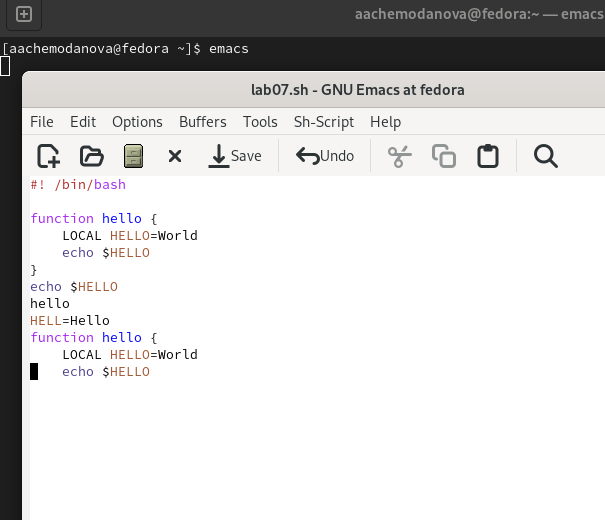 aachemodanova@fedora:~ — emacs
[aachemodanova@fedora ~]$ emacs
lab07.sh - GNU Emacs at fedora
File Edit Options Buffers Tools Sh-Script Help
Save Undo
#! /bin/bash
function hello {
    LOCAL HELLO=World
    echo $HELLO
}
echo $HELLO
hello
HELL=Hello
function hello {
    LOCAL HELLO=World
    echo $HELLO